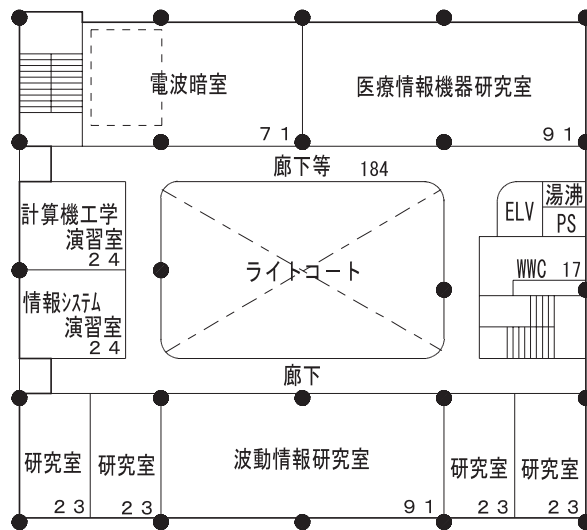 電波暗室
71
医療情報機器研究室
91
廊下等 184
計算機工学
演習室
24
ELV
湯沸
PS
WWC 17
ライトコート
情報システム
演習室
24
廊下
研究室
23
研究室
23
波動情報研究室
91
研究室
23
研究室
23